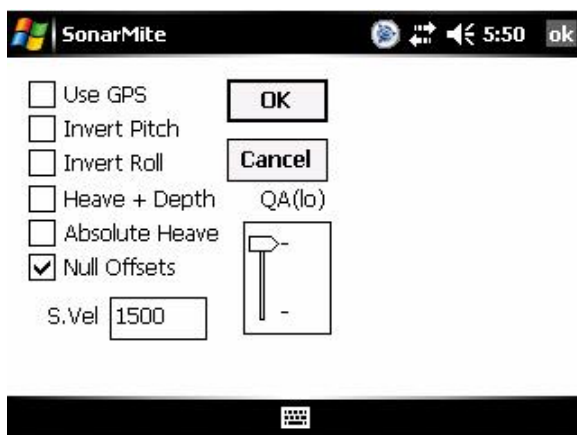 SonarMite 5:50 ok
Use GPS
Invert Pitch
Invert Roll
Heave + Depth
Absolute Heave
Null Offsets
S.Vel 1500
OK
Cancel
QA(lo)